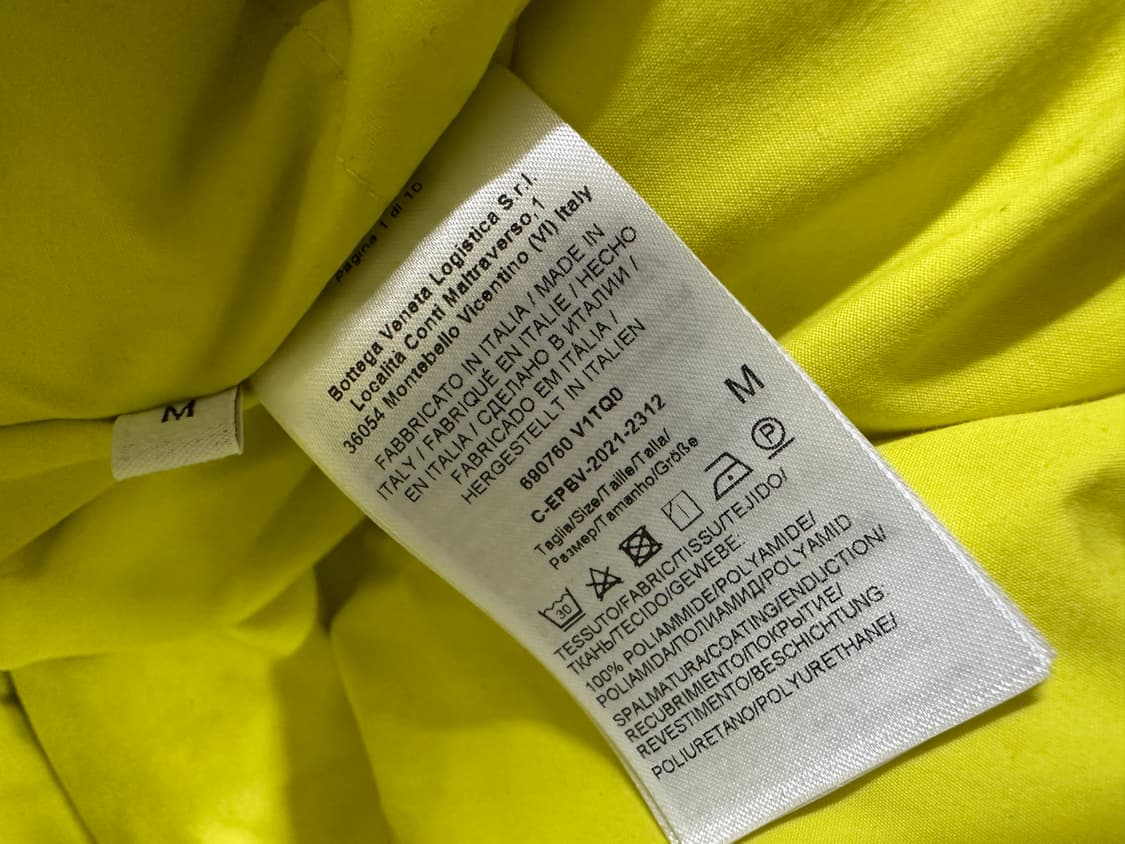 Pagina 1 di 10
Bottega Veneta Logistica S.r.l.
Località Conti Maltraverso,1
36054 Montebello Vicentino (VI) Italy
FABBRICATO IN ITALIA / MADE IN
ITALY / FABRIQUÉ EN ITALIE / HECHO
EN ITALIA / СДЕЛАНО В ИТАЛИИ /
FABRICADO EM ITÁLIA /
HERGESTELLT IN ITALIEN
690760 V1TQ0
C-EPBV-2021-2312
Taglia/Size/Taille/Talla/
Размер/Tamanho/Größe
M
30
P
TESSUTO/FABRIC/TISSU/TEJIDO/
ТКАНЬ/TECIDO/GEWEBE:
100% POLIAMMIDE/POLYAMIDE/
POLIAMIDA/ПОЛИАМИД/POLYAMID
SPALMATURA/COATING/ENDUCTION/
RECUBRIMIENTO/ПОКРЫТИЕ/
REVESTIMENTO/BESCHICHTUNG:
POLIURETANO/POLYURETHANE/
M